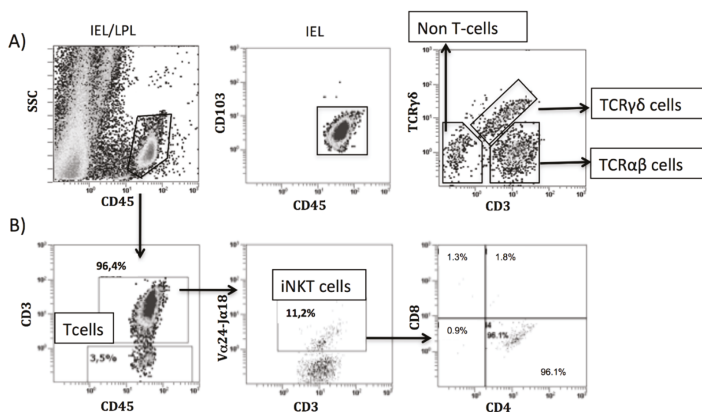 A)
IEL/LPL
IEL
Non T-cells
SSC
CD45
CD103
CD45
TCRγδ
CD3
TCRγδ cells
TCRαβ cells
B)
96,4%
Tcells
3,5%
CD3
CD45
iNKT cells
11,2%
Vα24-Jα18
CD3
1.3%
1.8%
0.9%
96.1%
96.1%
CD8
CD4